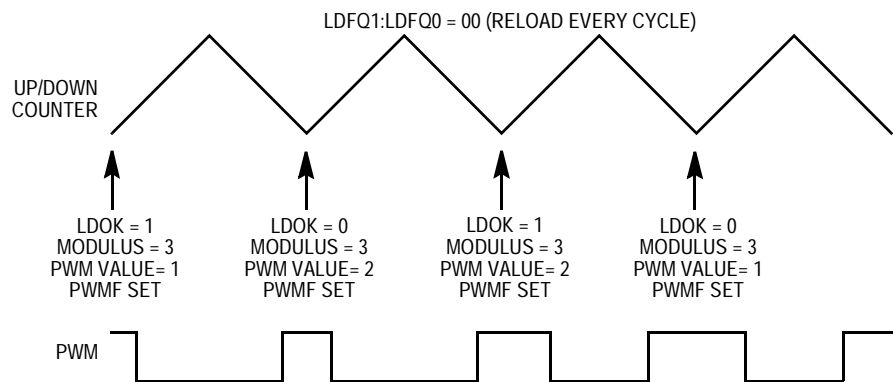 LDFQ1:LDFQ0 = 00 (RELOAD EVERY CYCLE)
UP/DOWN
COUNTER
LDOK = 1
MODULUS = 3
PWM VALUE= 1
PWMF SET
LDOK = 0
MODULUS = 3
PWM VALUE= 2
PWMF SET
LDOK = 1
MODULUS = 3
PWM VALUE= 2
PWMF SET
LDOK = 0
MODULUS = 3
PWM VALUE= 1
PWMF SET
PWM